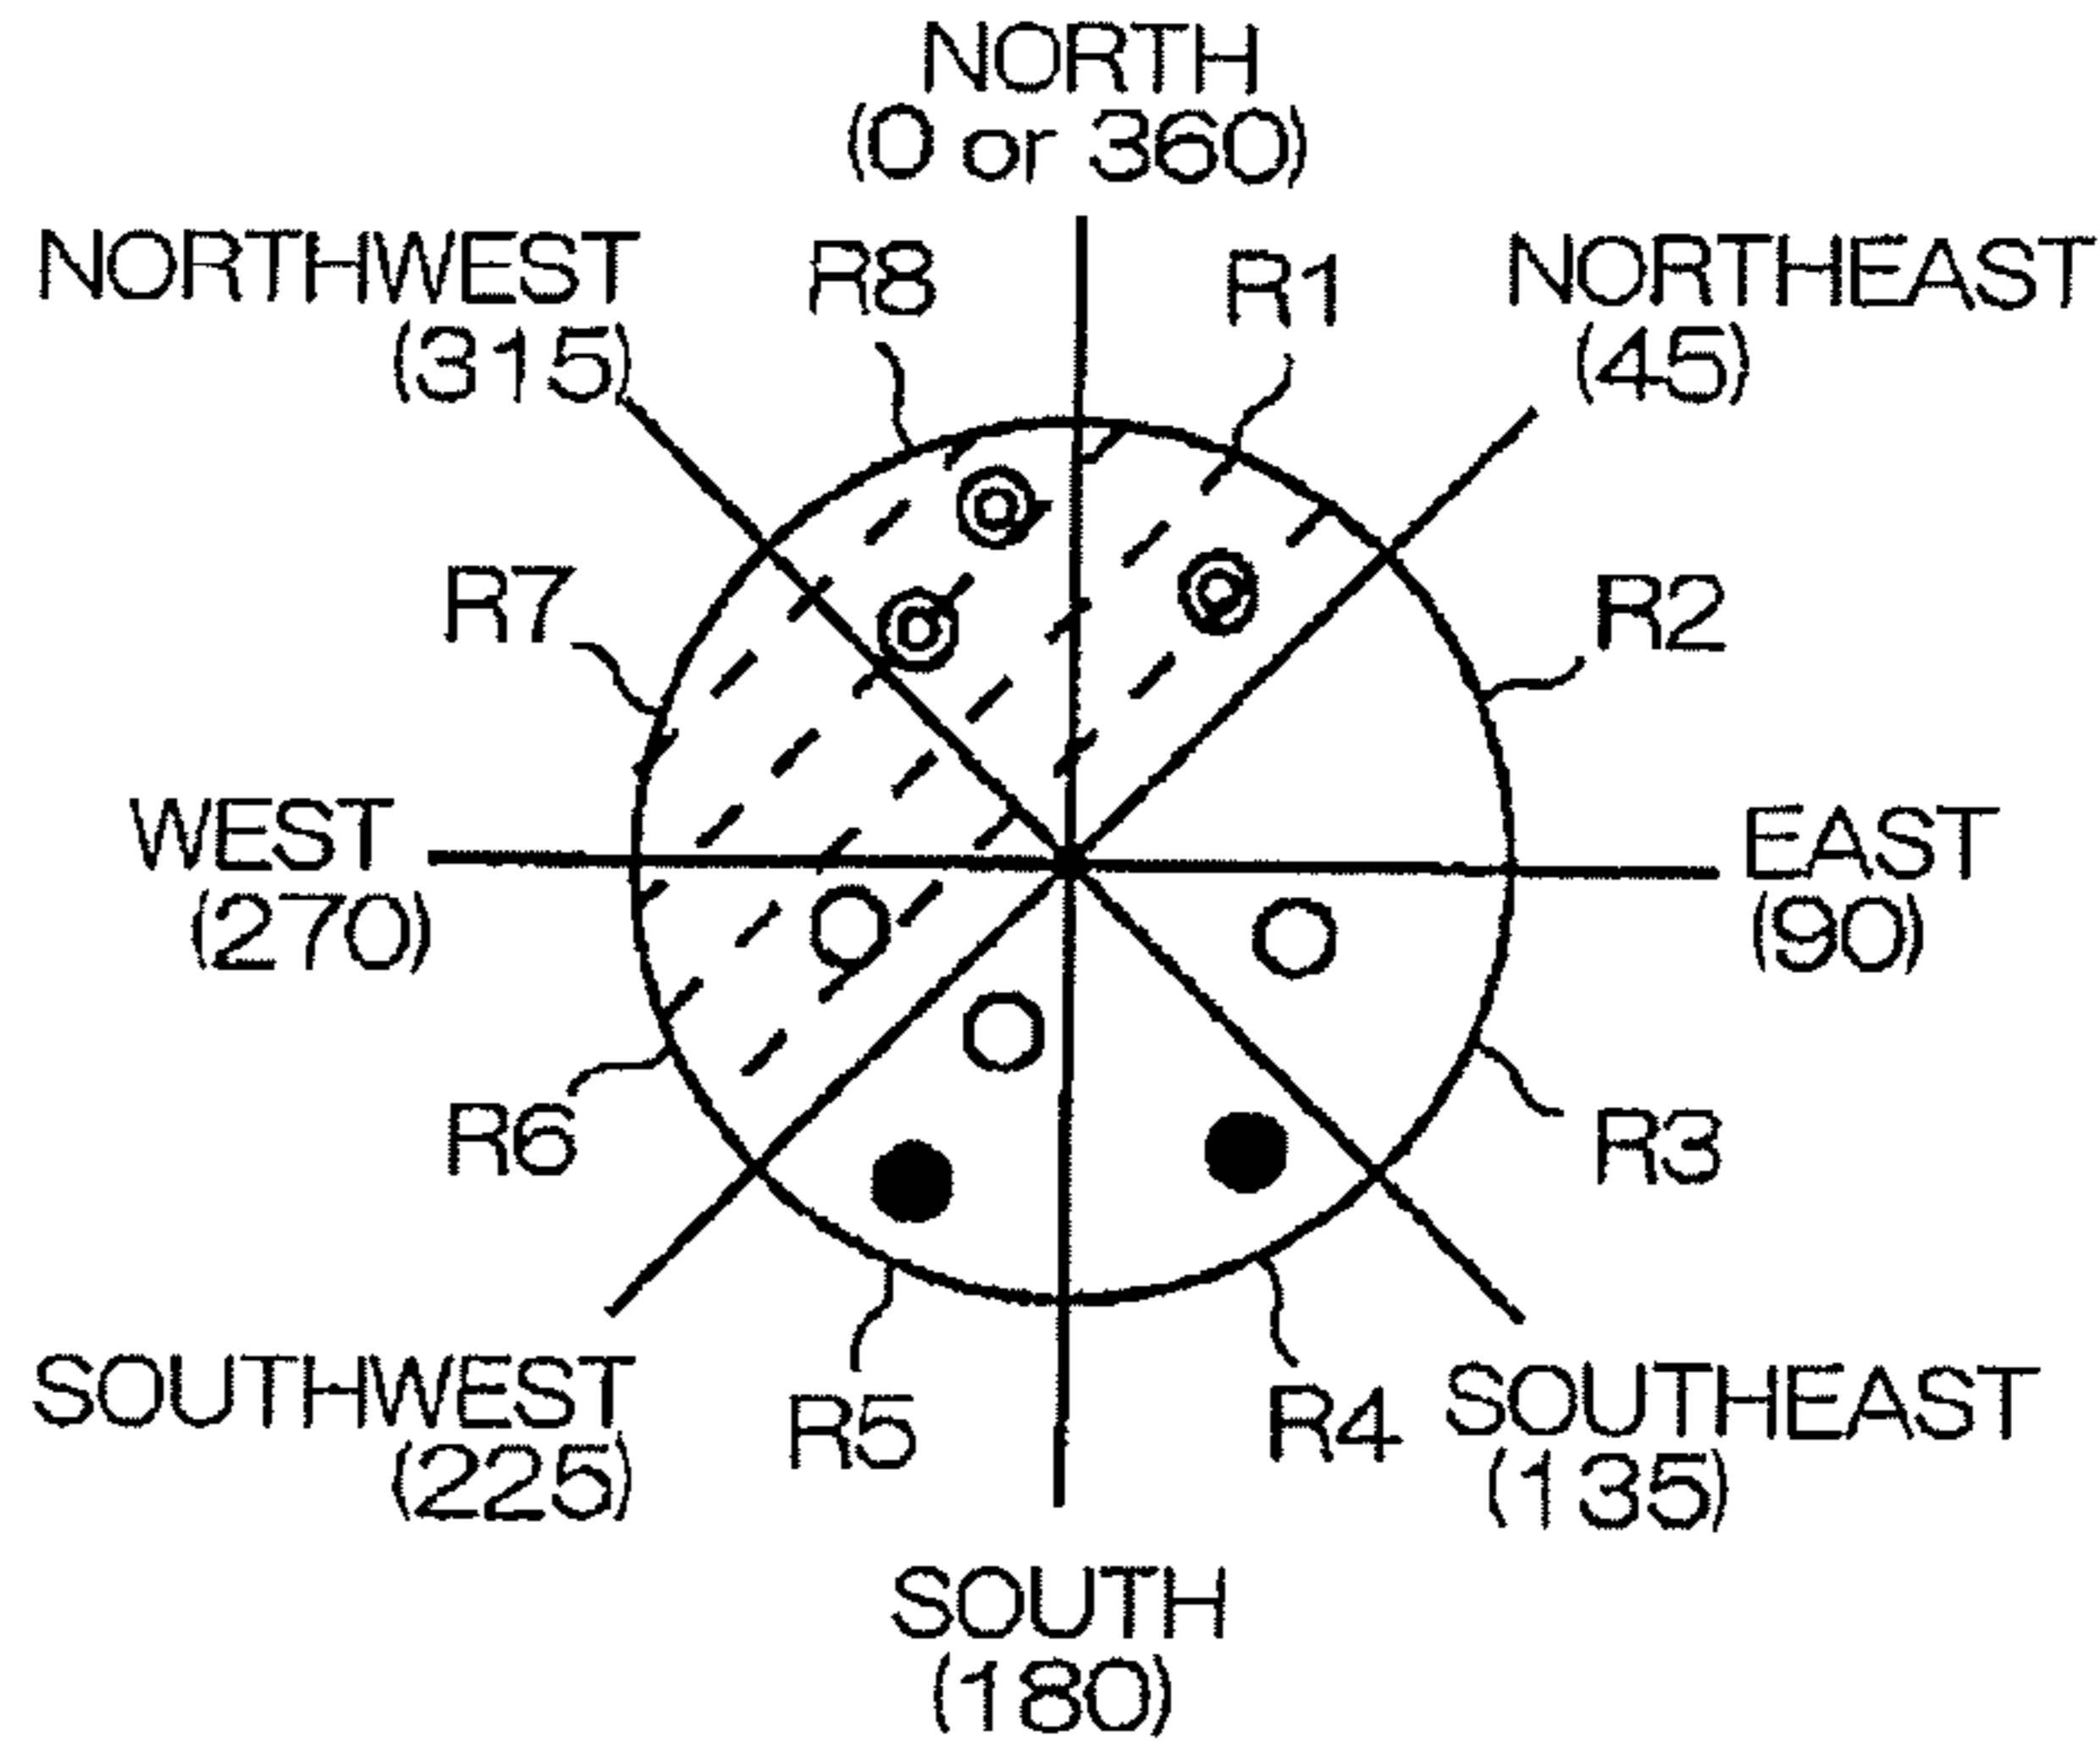 NORTH
(0 or 360)
NORTHWEST
(315)
R8
R1
NORTHEAST
(45)
R7
R2
WEST
(270)
EAST
(90)
R6
R3
SOUTHWEST
(225)
R5
R4
SOUTHEAST
(135)
SOUTH
(180)